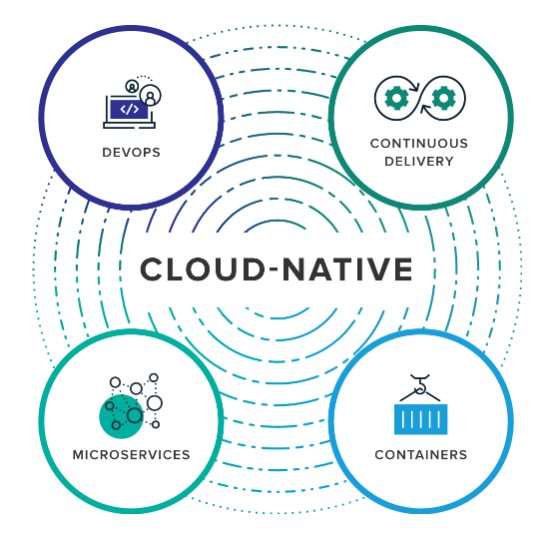 DEVOPS
CONTINUOUS
DELIVERY
CLOUD-NATIVE
MICROSERVICES
CONTAINERS